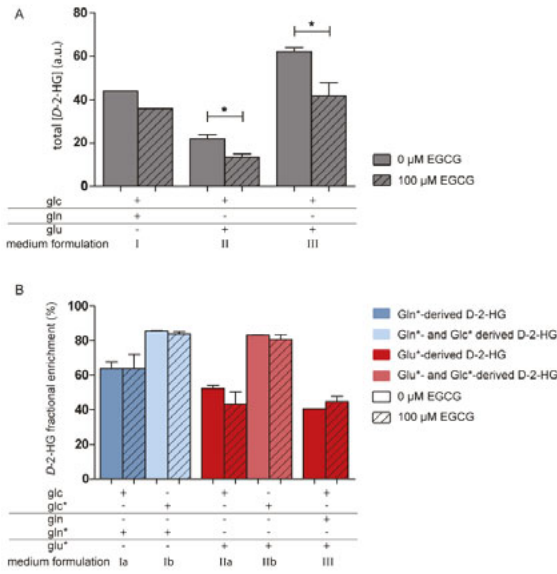 A
total [D-2-HG] (a.u.)
80
60
40
20
0
*
*
0 µM EGCG
100 µM EGCG
glc + + +
gln + - -
glu - + +
medium formulation I II III
B
D-2-HG fractional enrichment (%)
100
80
60
40
20
0
Gln*-derived D-2-HG
Gln*- and Glc* derived D-2-HG
Glu*-derived D-2-HG
Glu*- and Glc*-derived D-2-HG
0 µM EGCG
100 µM EGCG
glc + - + - +
glc* - + - + -
gln - - - - +
gln* + + - - -
glu* - - + + +
medium formulation Ia Ib IIa IIb III